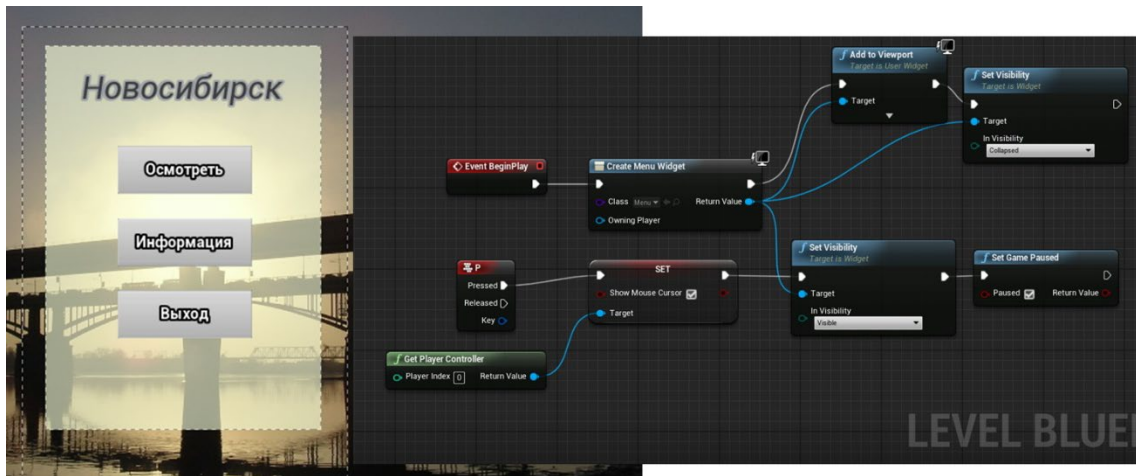 Новосибирск
Осмотреть
Информация
Выход
Add to Viewport
Target is User Widget
Target
Set Visibility
Target is Widget
Target
In Visibility
Collapsed
Event BeginPlay
Create Menu Widget
Class Menu Return Value
Owning Player
P
Pressed
Released
Key
SET
Show Mouse Cursor
Target
Set Visibility
Target is Widget
Target
In Visibility
Visible
Set Game Paused
Paused Return Value
Get Player Controller
Player Index 0 Return Value
LEVEL BLUE